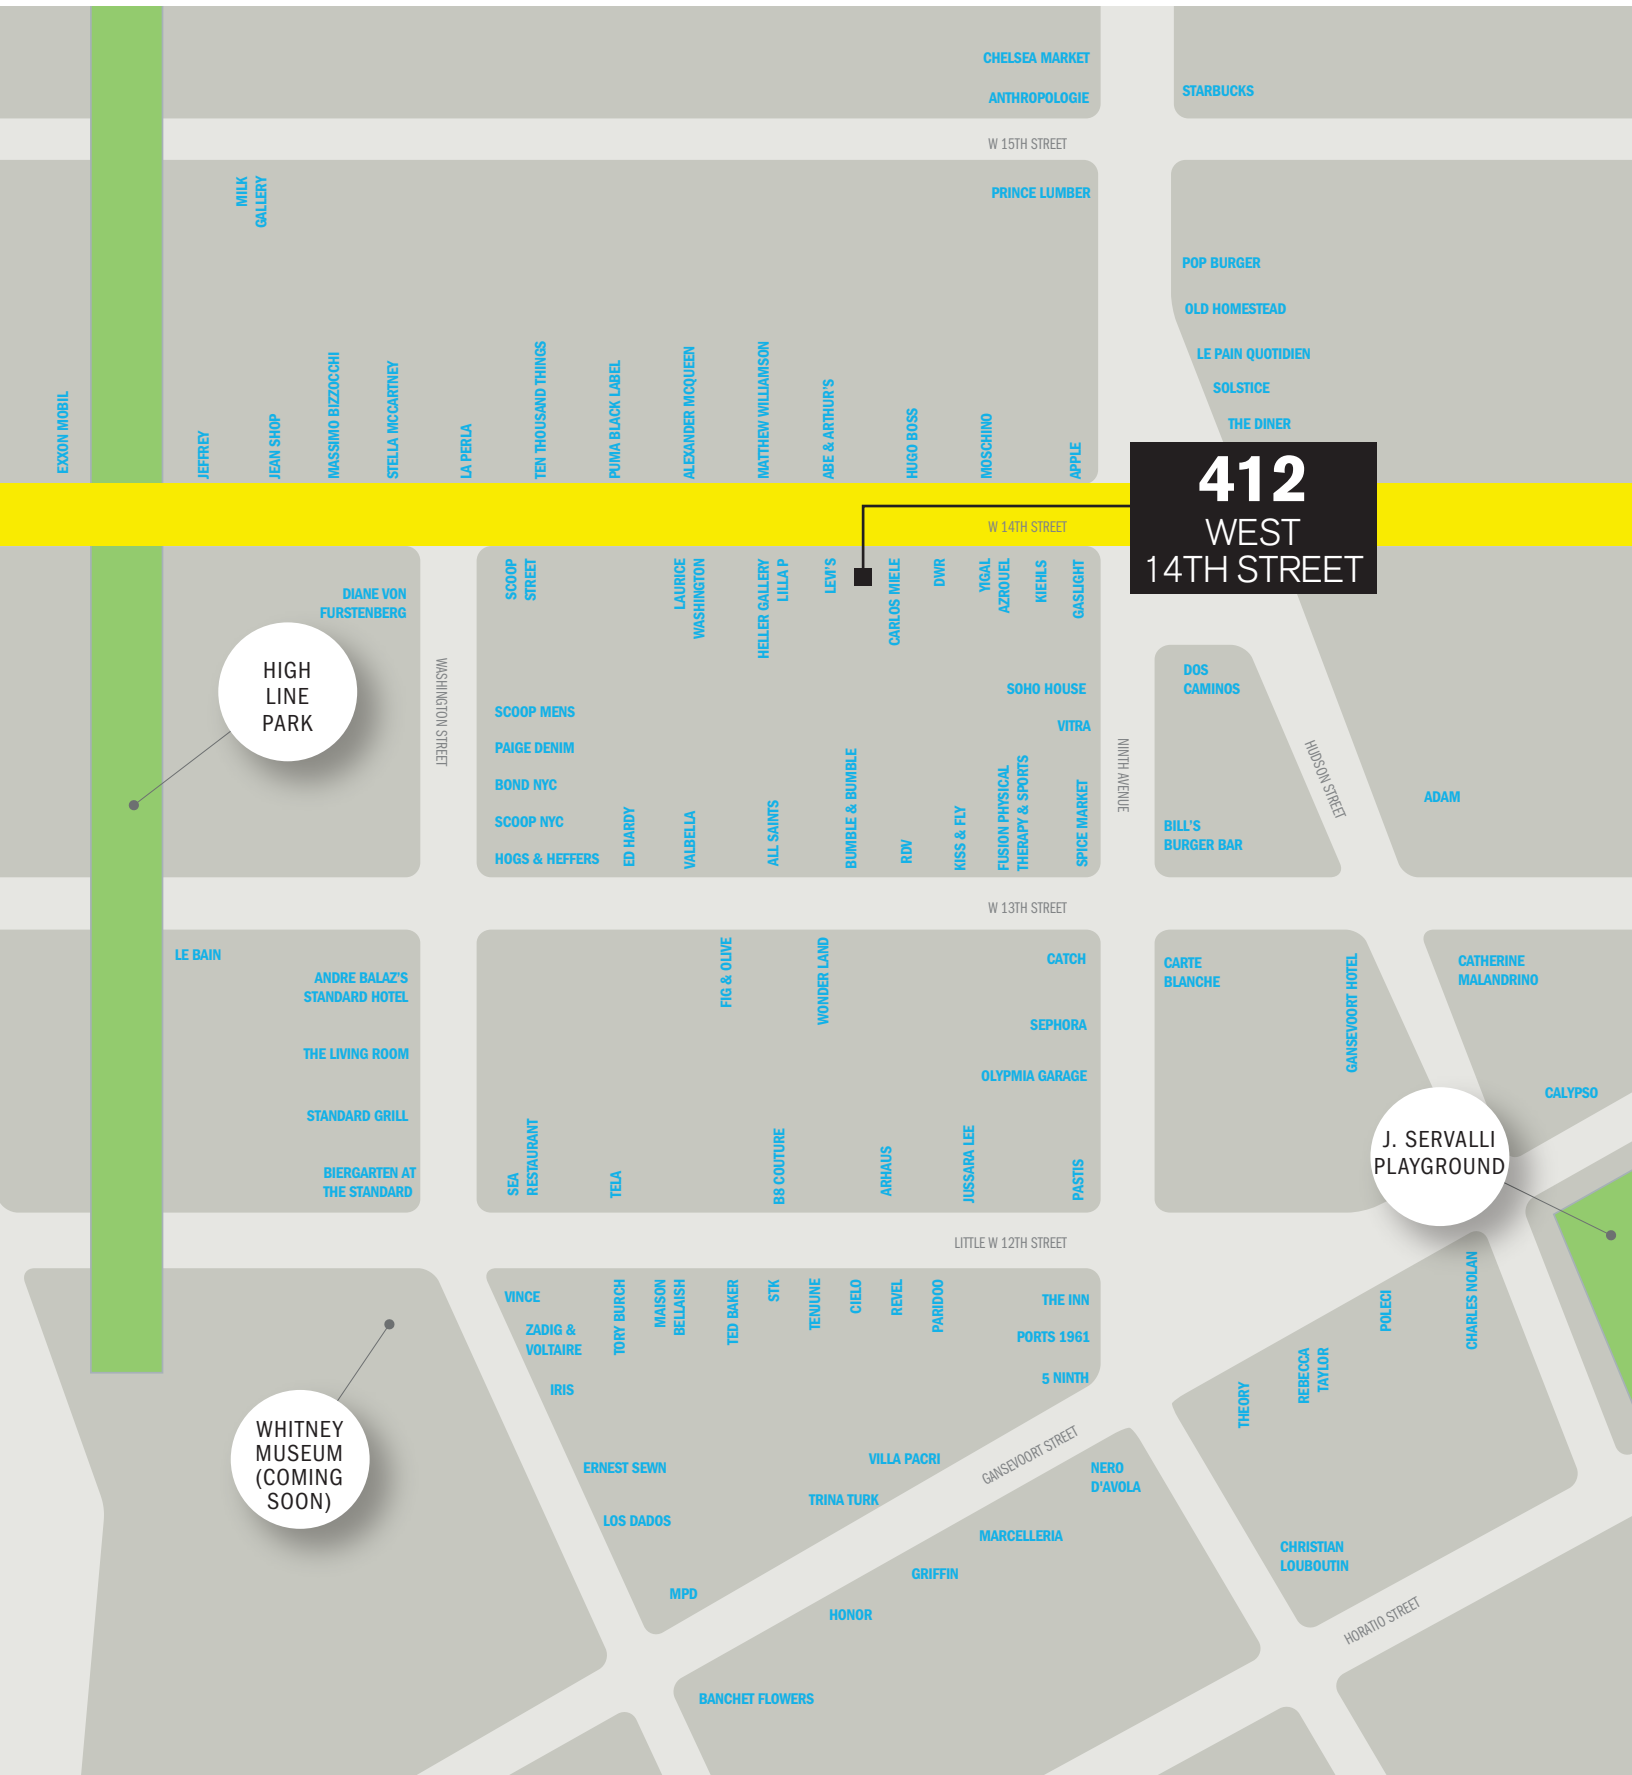 CHELSEA MARKET
ANTHROPOLOGIE
STARBUCKS
W 15TH STREET
MILK
GALLERY
PRINCE LUMBER
POP BURGER
OLD HOMESTEAD
LE PAIN QUOTIDIEN
SOLSTICE
THE DINER
EXXON MOBIL
JEFFREY
JEAN SHOP
MASSIMO BIZZOCCHI
STELLA MCCARTNEY
LA PERLA
TEN THOUSAND THINGS
PUMA BLACK LABEL
ALEXANDER MCQUEEN
MATTHEW WILLIAMSON
ABE & ARTHUR'S
HUGO BOSS
MOSCHINO
APPLE
412
WEST
14TH STREET
W 14TH STREET
DIANE VON
FURSTENBERG
SCOOP
STREET
LAURICE
WASHINGTON
HELLER GALLERY
LILLA P
LEVI'S
CARLOS MIELE
DWR
YIGAL
AZROUEL
KIEHLS
GASLIGHT
HIGH
LINE
PARK
WASHINGTON STREET
SOHO HOUSE
VITRA
SCOOP MENS
PAIGE DENIM
BOND NYC
SCOOP NYC
HOGS & HEFFERS
ED HARDY
VALBELLA
ALL SAINTS
BUMBLE & BUMBLE
RDV
KISS & FLY
FUSION PHYSICAL
THERAPY & SPORTS
SPICE MARKET
NINTH AVENUE
DOS
CAMINOS
HUDSON STREET
BILL'S
BURGER BAR
ADAM
W 13TH STREET
LE BAIN
ANDRE BALAZ'S
STANDARD HOTEL
THE LIVING ROOM
STANDARD GRILL
BIERGARTEN AT
THE STANDARD
FIG & OLIVE
WONDER LAND
CATCH
SEPHORA
OLYPMIA GARAGE
SEA
RESTAURANT
TELA
B8 COUTURE
ARHAUS
JUSSARA LEE
PASTIS
CARTE
BLANCHE
GANSEVOORT HOTEL
CATHERINE
MALANDRINO
CALYPSO
J. SERVALLI
PLAYGROUND
LITTLE W 12TH STREET
VINCE
ZADIG &
VOLTAIRE
IRIS
TORY BURCH
MAISON
BELLAISH
TED BAKER
STK
TENJUNE
CIELO
REVEL
PARIDOO
THE INN
PORTS 1961
5 NINTH
POLECI
CHARLES NOLAN
REBECCA
TAYLOR
THEORY
WHITNEY
MUSEUM
(COMING
SOON)
ERNEST SEWN
LOS DADOS
MPD
VILLA PACRI
TRINA TURK
GANSEVOORT STREET
NERO
D'AVOLA
MARCELLERIA
GRIFFIN
HONOR
CHRISTIAN
LOUBOUTIN
HORATIO STREET
BANCHET FLOWERS